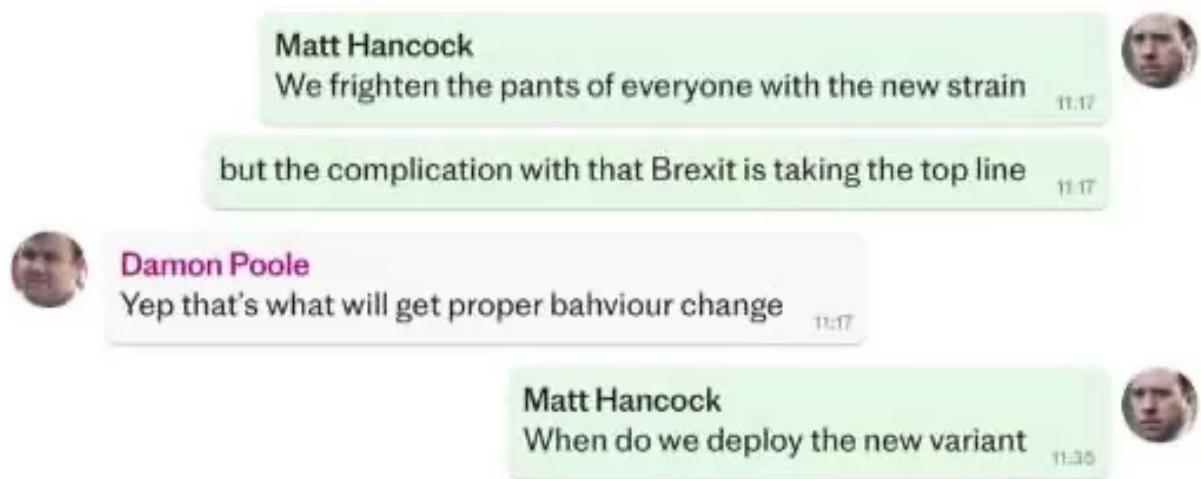 Matt Hancock
We frighten the pants of everyone with the new strain
11:17
but the complication with that Brexit is taking the top line
11:17
Damon Poole
Yep that's what will get proper bahviour change
11:17
Matt Hancock
When do we deploy the new variant
11:35